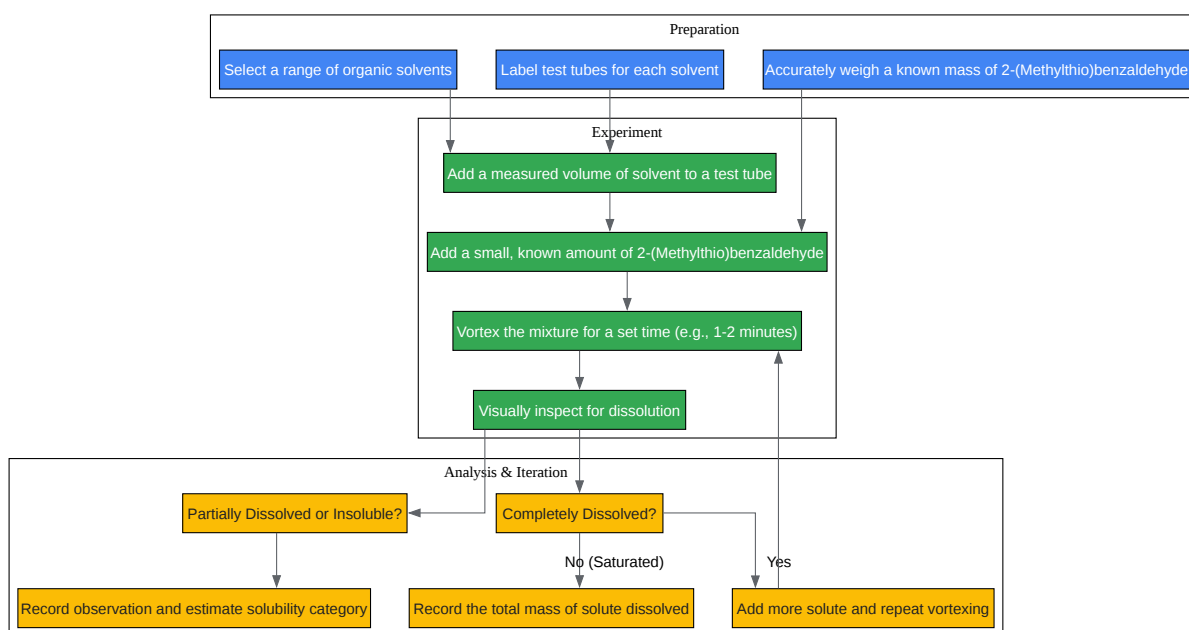 Preparation
Select a range of organic solvents
Label test tubes for each solvent
Accurately weigh a known mass of 2-(Methylthio)benzaldehyde
Experiment
Add a measured volume of solvent to a test tube
Add a small, known amount of 2-(Methylthio)benzaldehyde
Vortex the mixture for a set time (e.g., 1-2 minutes)
Visually inspect for dissolution
Analysis & Iteration
Partially Dissolved or Insoluble?
Completely Dissolved?
No (Saturated)
Yes
Record observation and estimate solubility category
Record the total mass of solute dissolved
Add more solute and repeat vortexing